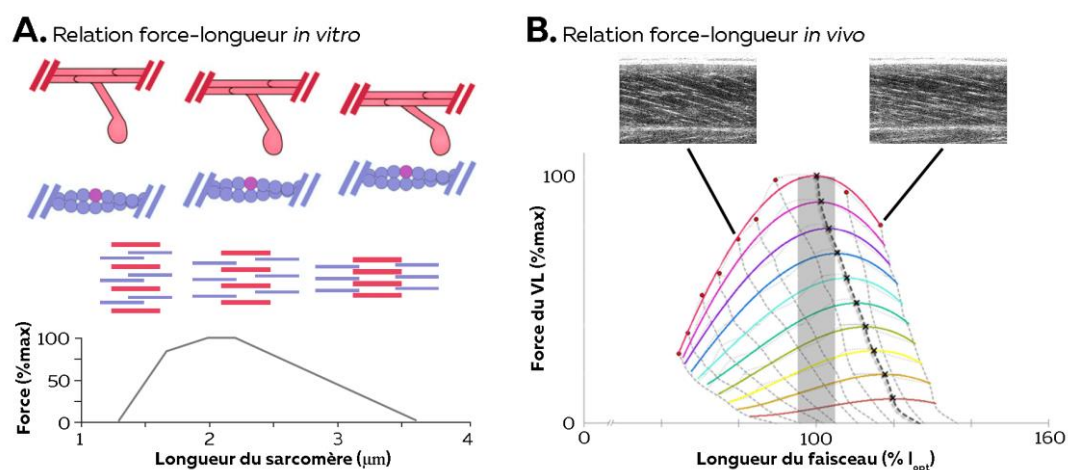 A. Relation force-longueur in vitro
Force (%max)
100
50
0
1
2
3
4
Longueur du sarcomère (μm)
B. Relation force-longueur in vivo
Force du VL (%max)
100
0
0
100
160
Longueur du faisceau (% lopt)